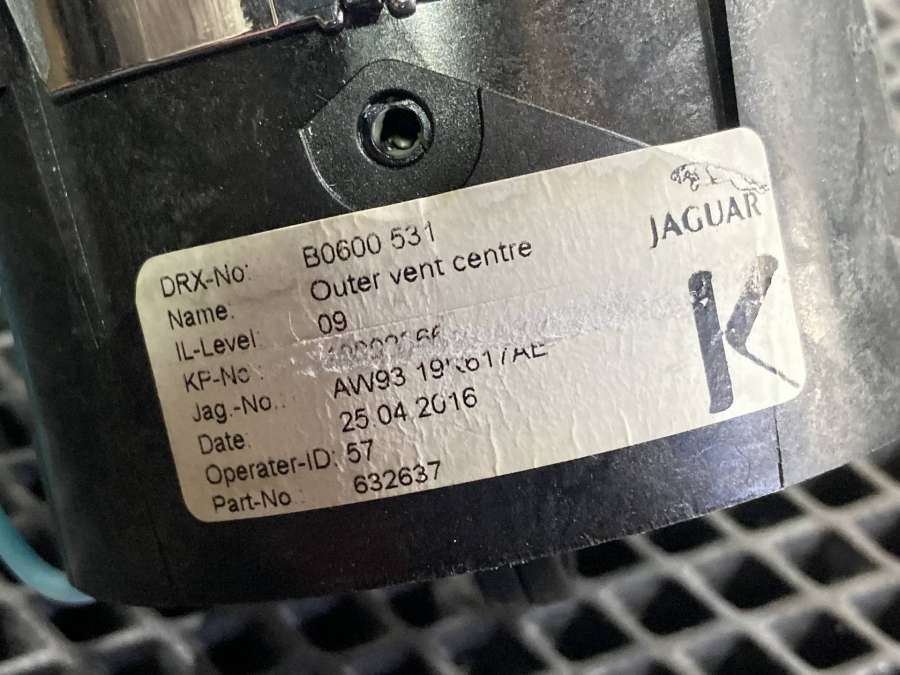 JAGUAR
DRX-No: B0600 531
Name: Outer vent centre
IL-Level 09
KP-No :
Jag.-No.: AW93
Date: 25.04.2016
Operater-ID: 57
Part-No.: 632637
K